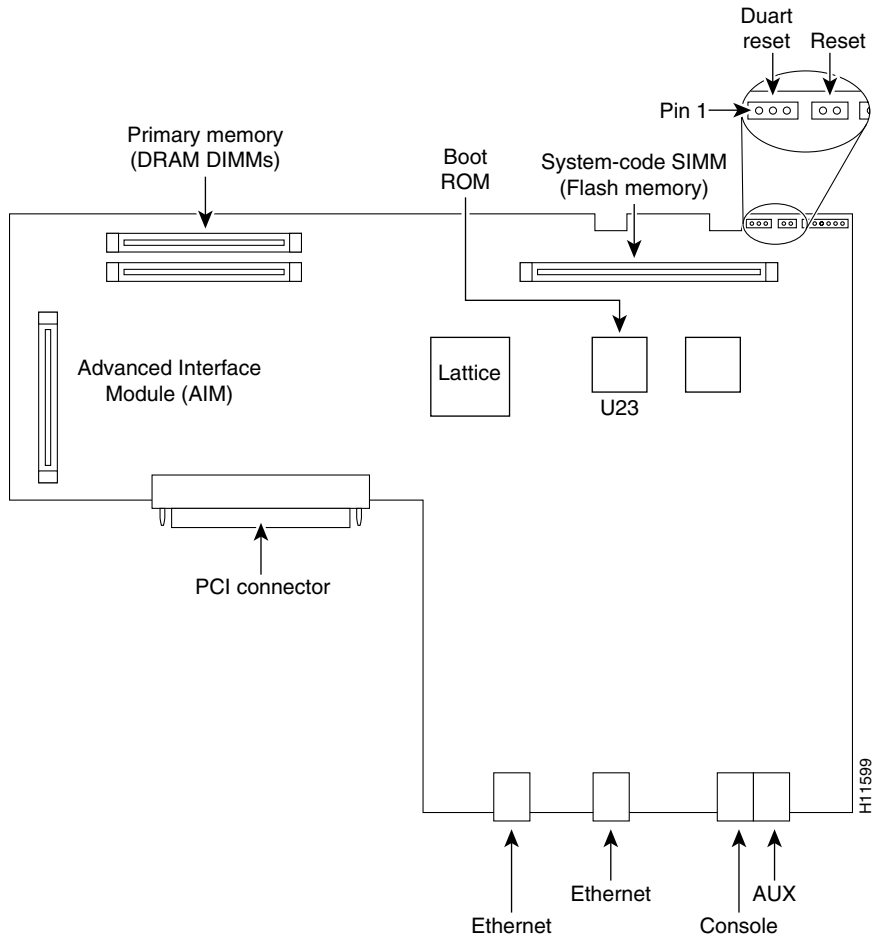 Duart
reset
Reset
Pin 1
Primary memory
(DRAM DIMMs)
Boot
ROM
System-code SIMM
(Flash memory)
Advanced Interface
Module (AIM)
Lattice
U23
PCI connector
H11599
Ethernet
Ethernet
Console
AUX